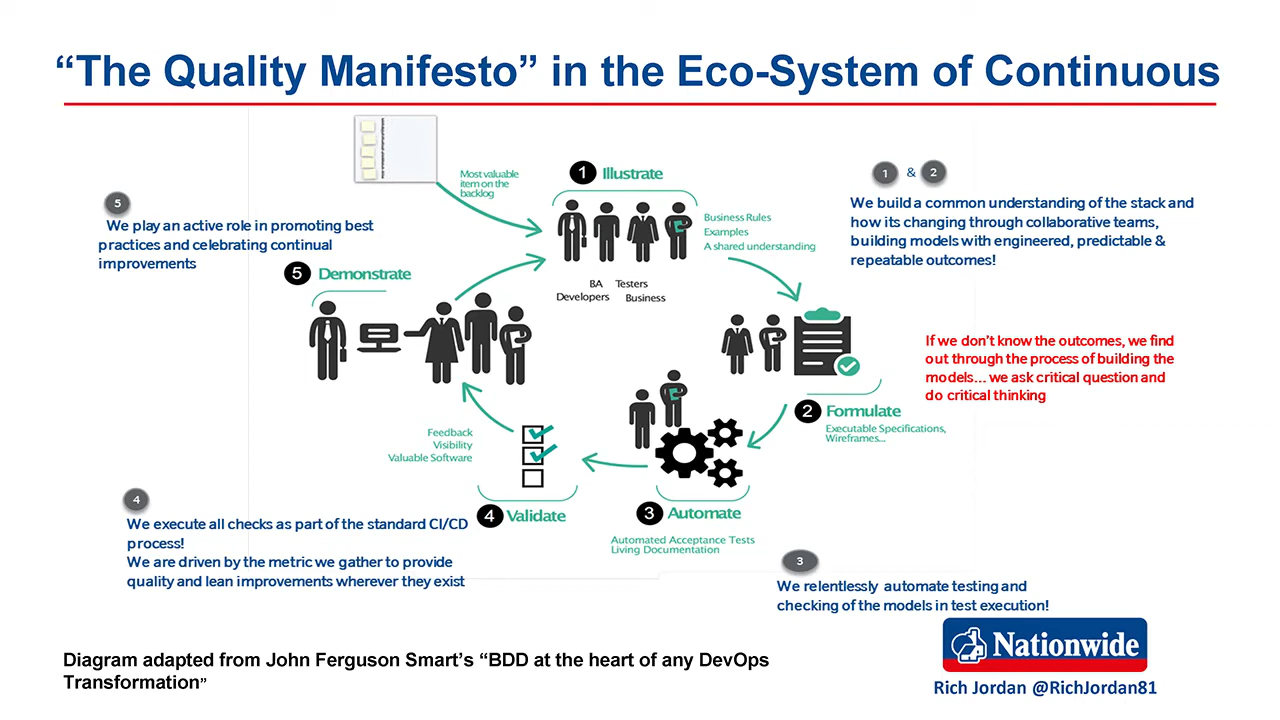 “The Quality Manifesto” in the Eco-System of Continuous
Most valuable
item on the
backlog
1 Illustrate
Business Rules
Examples
A shared understanding
BA Testers
Developers Business
1 & 2
We build a common understanding of the stack and
how its changing through collaborative teams,
building models with engineered, predictable &
repeatable outcomes!
5
We play an active role in promoting best
practices and celebrating continual
improvements
5 Demonstrate
If we don’t know the outcomes, we find
out through the process of building the
models... we ask critical question and
do critical thinking
2 Formulate
Executable Specifications,
Wireframes...
Feedback
Visibility
Valuable Software
4 Validate
3 Automate
Automated Acceptance Tests
Living Documentation
4
We execute all checks as part of the standard CI/CD
process!
We are driven by the metric we gather to provide
quality and lean improvements wherever they exist
3
We relentlessly automate testing and
checking of the models in test execution!
Diagram adapted from John Ferguson Smart’s “BDD at the heart of any DevOps
Transformation”
Nationwide
Rich Jordan @RichJordan81